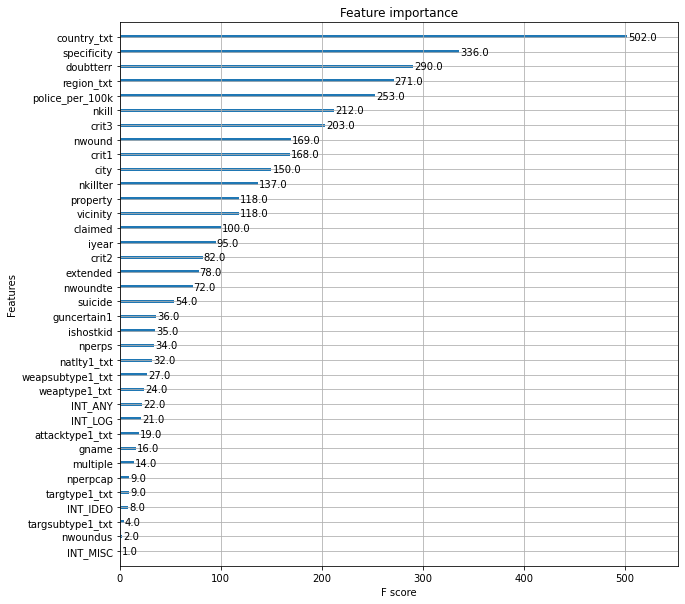 Feature importance
country_txt 502.0
specificity 336.0
doubtterr 290.0
region_txt 271.0
police_per_100k 253.0
nkill 212.0
crit3 203.0
nwound 169.0
crit1 168.0
city 150.0
nkillter 137.0
property 118.0
vicinity 118.0
claimed 100.0
iyear 95.0
crit2 82.0
extended 78.0
nwoundte 72.0
suicide 54.0
guncertain1 36.0
ishostkid 35.0
nperps 34.0
natlty1_txt 32.0
weapsubtype1_txt 27.0
weaptype1_txt 24.0
INT_ANY 22.0
INT_LOG 21.0
attacktype1_txt 19.0
gname 16.0
multiple 14.0
nperpcap 9.0
targtype1_txt 9.0
INT_IDEO 8.0
targsubtype1_txt 4.0
nwoundus 2.0
INT_MISC 1.0
Features
0 100 200 300 400 500
F score